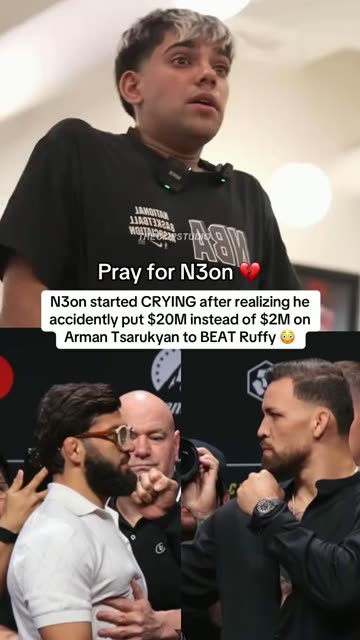 NATIONAL
BASKETBALL
ASSOCIATION
NBA
THECLIPSTUDIO
Pray for N3on 💔
N3on started CRYING after realizing he
accidently put $20M instead of $2M on
Arman Tsarukyan to BEAT Ruffy 😳